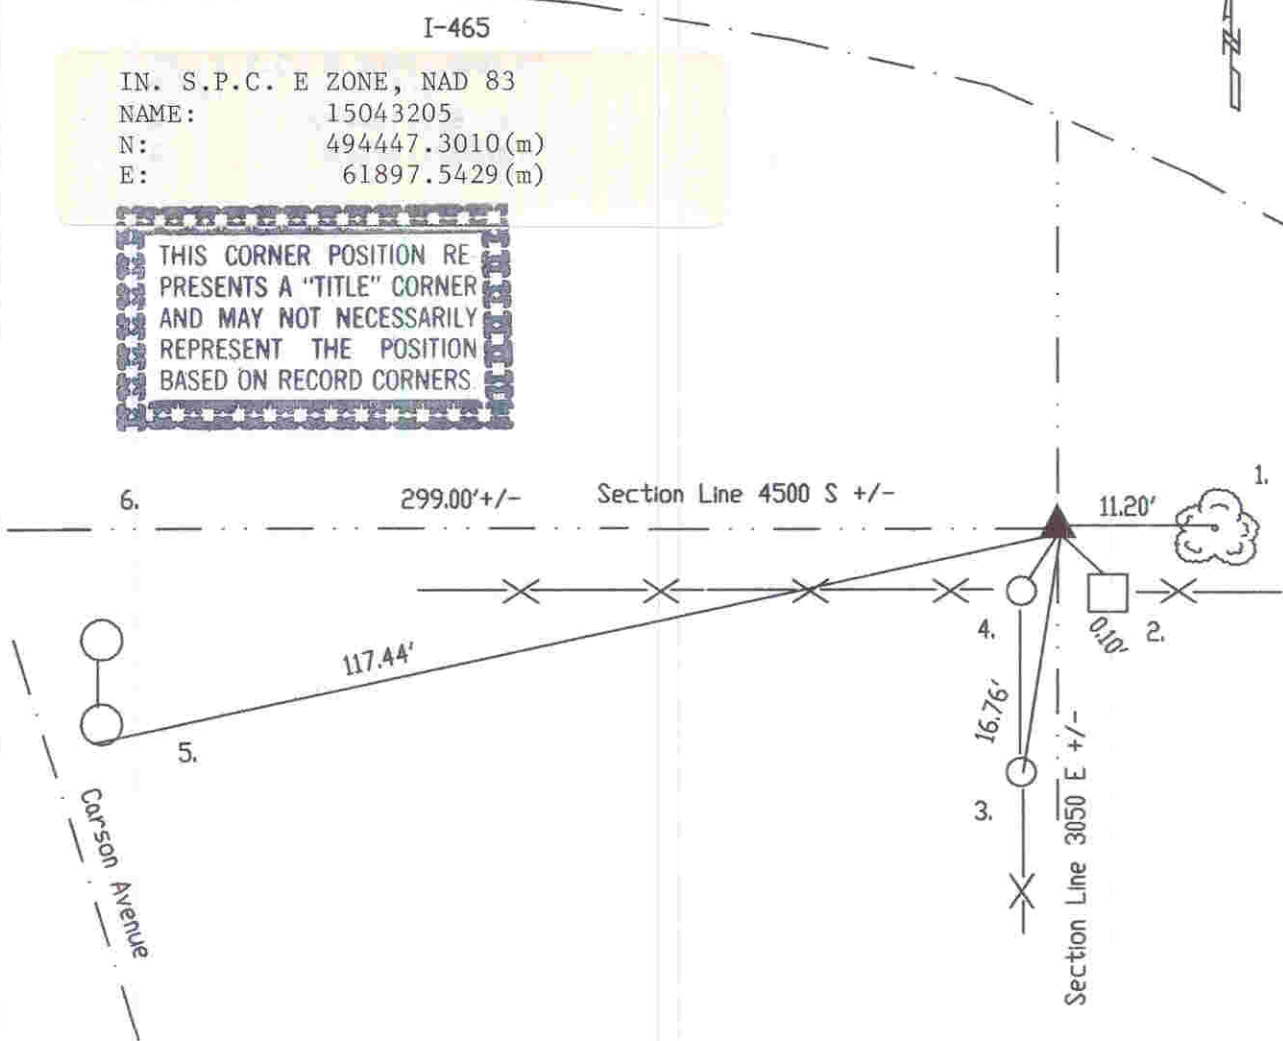 I-465
N
IN. S.P.C. E ZONE, NAD 83
NAME: 15043205
N: 494447.3010(m)
E: 61897.5429(m)
THIS CORNER POSITION RE
PRESENTS A "TITLE" CORNER
AND MAY NOT NECESSARILY
REPRESENT THE POSITION
BASED ON RECORD CORNERS
6.
299.00'+/-
Section Line 4500 S +/-
11.20'
1.
4.
0.10'
2.
117.44'
16.76'
5.
3.
Carson Avenue
Section Line 3050 E +/-